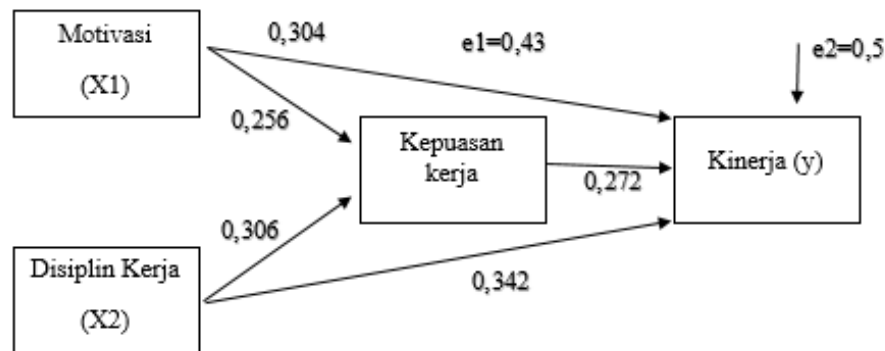 Motivasi
(X1)
0,304
e1=0,43
e2=0,5
0,256
Kepuasan
kerja
0,272
Kinerja (y)
0,306
Disiplin Kerja
(X2)
0,342